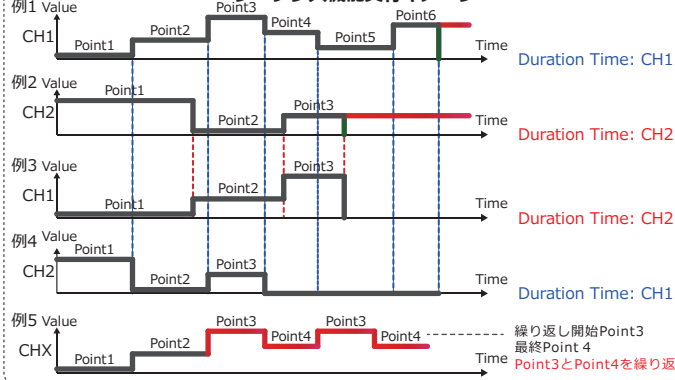 例1 Value
CH1
Point1
Point2
Point3
Point4
Point5
Point6
Time
Duration Time: CH1
例2 Value
CH2
Point1
Point2
Point3
Time
Duration Time: CH2
例3 Value
CH1
Point1
Point2
Point3
Time
Duration Time: CH2
例4 Value
CH2
Point1
Point2
Point3
Time
Duration Time: CH1
例5 Value
CHX
Point1
Point2
Point3
Point4
Point3
Point4
Time
繰り返し開始Point3
最終Point 4
Point3とPoint4を繰り返